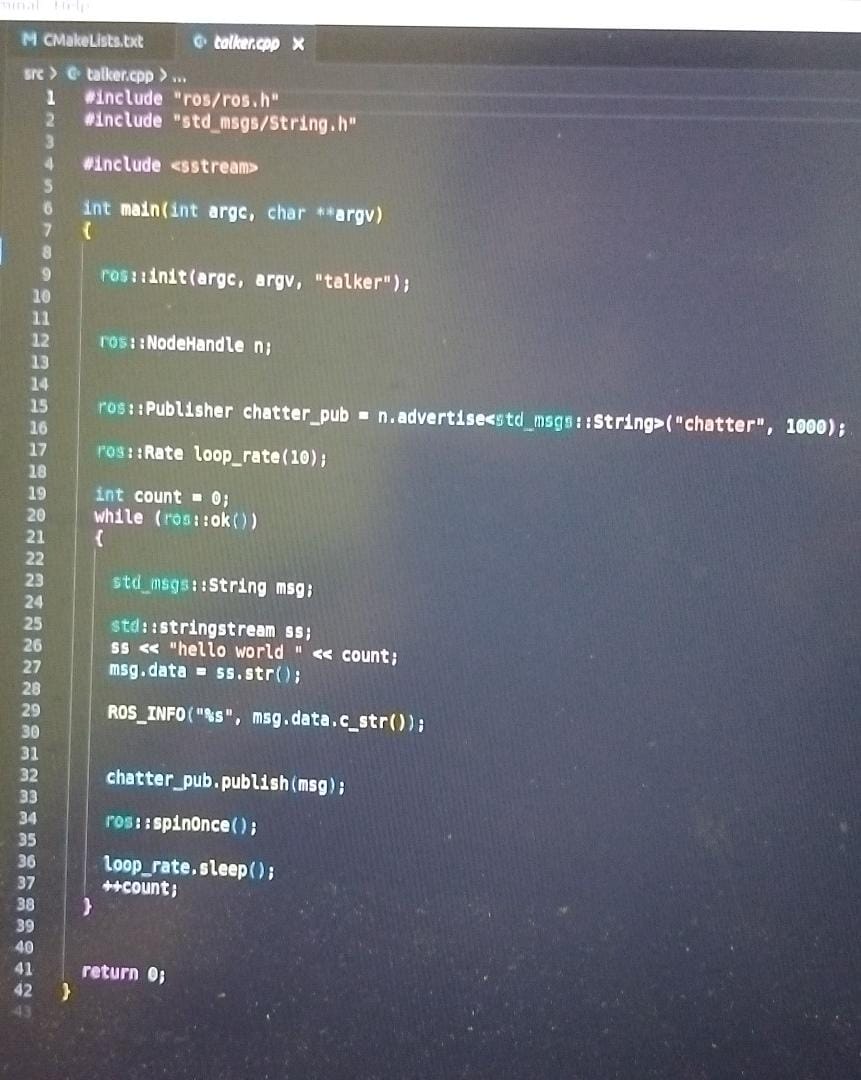 Help
CMakeLists.txt talker.cpp ×
src > talker.cpp > ...
1 #include "ros/ros.h"
2 #include "std_msgs/String.h"
3
4 #include <sstream>
5
6 int main(int argc, char **argv)
7 {
8
9 ros::init(argc, argv, "talker");
10
11
12 ros::NodeHandle n;
13
14
15 ros::Publisher chatter_pub = n.advertise<std_msgs::String>("chatter", 1000);
16
17 ros::Rate loop_rate(10);
18
19 int count = 0;
20 while (ros::ok())
21 {
22
23 std_msgs::String msg;
24
25 std::stringstream ss;
26 ss << "hello world " << count;
27 msg.data = ss.str();
28
29 ROS_INFO("%s", msg.data.c_str());
30
31
32 chatter_pub.publish(msg);
33
34 ros::spinOnce();
35
36 loop_rate.sleep();
37 ++count;
38 }
39
40
41 return 0;
42 }
43